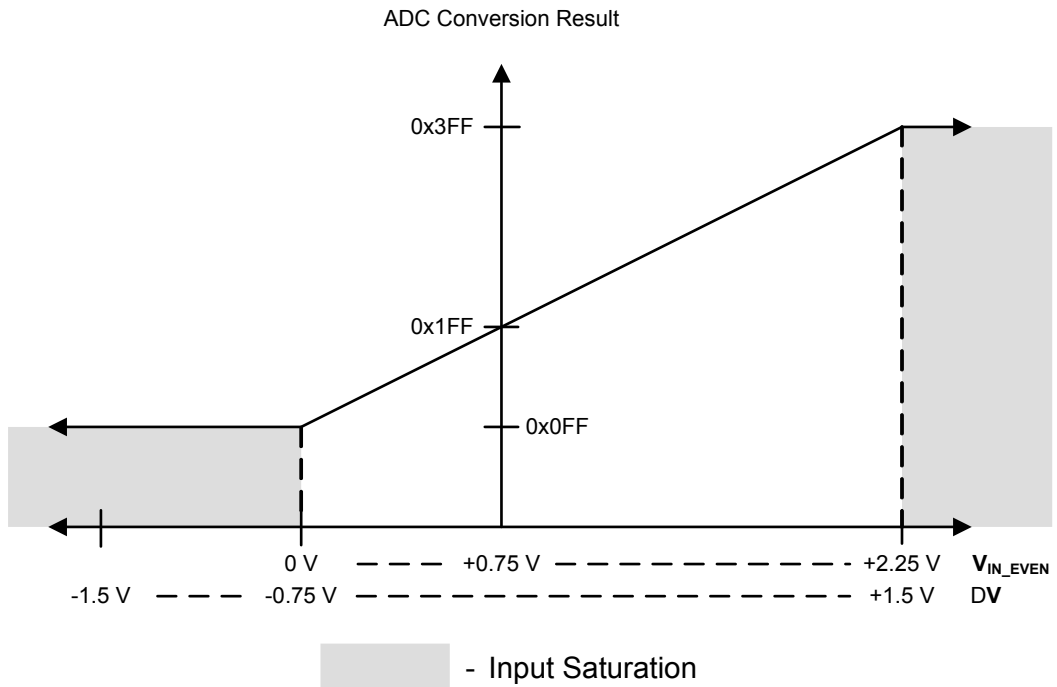 ADC Conversion Result
0x3FF
0x1FF
0x0FF
0 V +0.75 V +2.25 V VIN_EVEN
-1.5 V -0.75 V +1.5 V DV
- Input Saturation